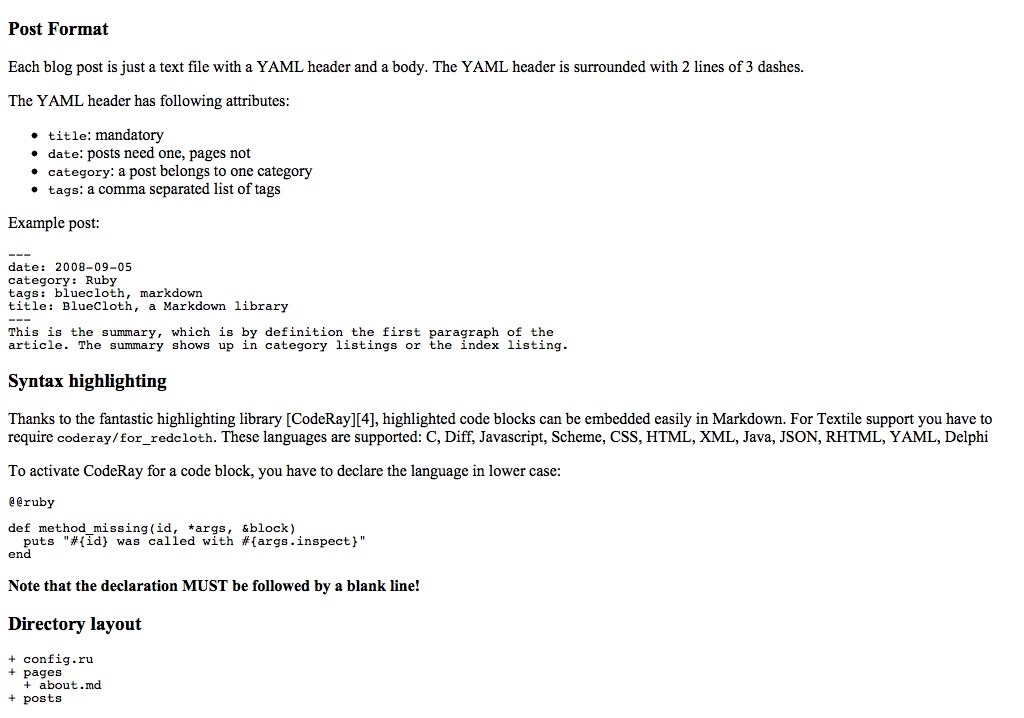 Post Format
Each blog post is just a text file with a YAML header and a body. The YAML header is surrounded with 2 lines of 3 dashes.
The YAML header has following attributes:
• title: mandatory
• date: posts need one, pages not
• category: a post belongs to one category
• tags: a comma separated list of tags
Example post:
---
date: 2008-09-05
category: Ruby
tags: bluecloth, markdown
title: BlueCloth, a Markdown library
---
This is the summary, which is by definition the first paragraph of the
article. The summary shows up in category listings or the index listing.
Syntax highlighting
Thanks to the fantastic highlighting library [CodeRay][4], highlighted code blocks can be embedded easily in Markdown. For Textile support you have to
require coderay/for_redcloth. These languages are supported: C, Diff, Javascript, Scheme, CSS, HTML, XML, Java, JSON, RHTML, YAML, Delphi
To activate CodeRay for a code block, you have to declare the language in lower case:
@@ruby
def method_missing(id, *args, &block)
  puts "#{id} was called with #{args.inspect}"
end
Note that the declaration MUST be followed by a blank line!
Directory layout
+ config.ru
+ pages
  + about.md
+ posts